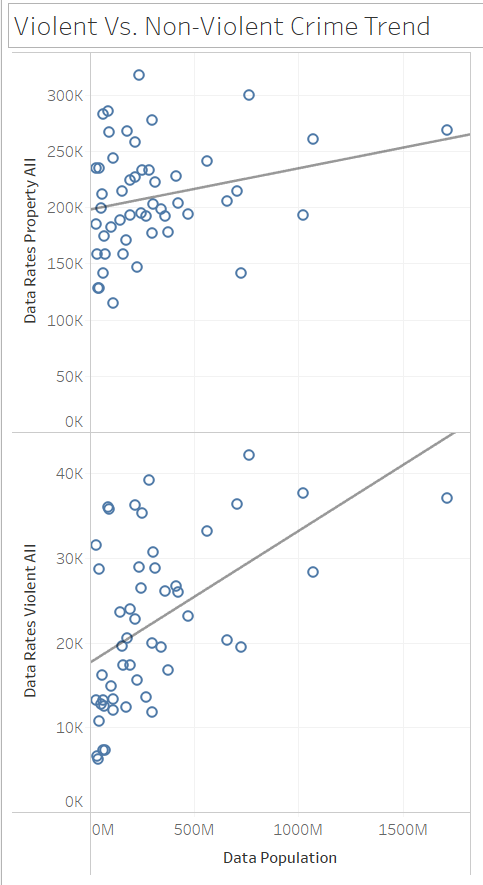 Violent Vs. Non-Violent Crime Trend
Data Rates Property All
300K
250K
200K
150K
100K
50K
0K
Data Rates Violent All
40K
30K
20K
10K
0K
0M 500M 1000M 1500M
Data Population